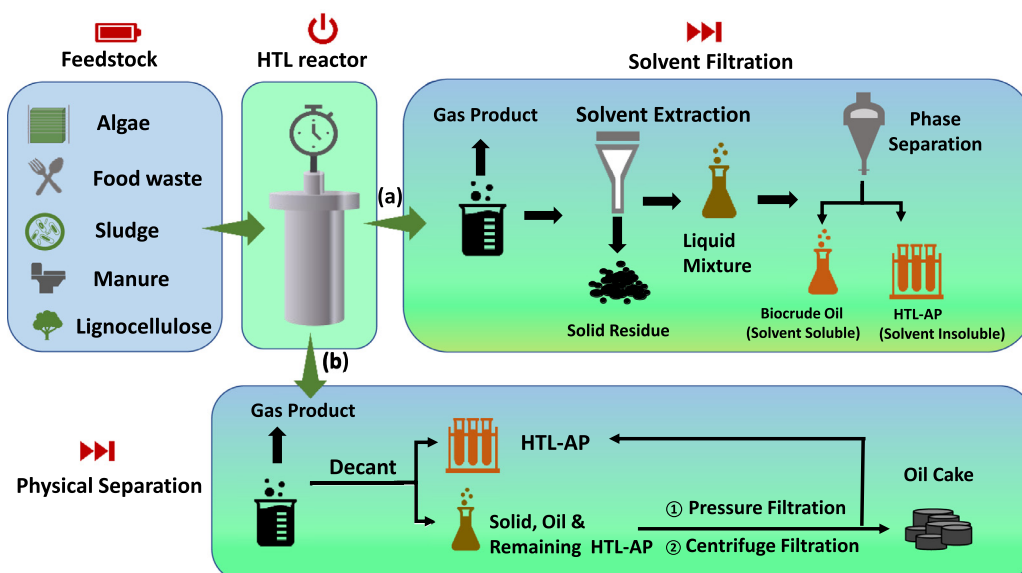 Feedstock
HTL reactor
Solvent Filtration
Algae
Food waste
Sludge
Manure
Lignocellulose
(a)
(b)
Gas Product
Solvent Extraction
Phase
Separation
Liquid
Mixture
Solid Residue
Biocrude Oil
(Solvent Soluble)
HTL-AP
(Solvent Insoluble)
Physical Separation
Gas Product
Decant
HTL-AP
Solid, Oil &
Remaining HTL-AP
① Pressure Filtration
② Centrifuge Filtration
Oil Cake